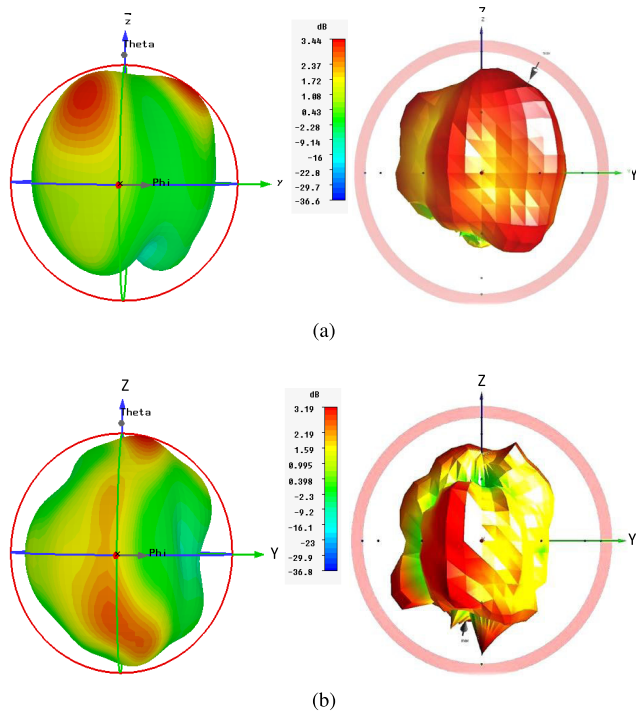 Z
Theta
Phi
y
dB
3.44
2.37
1.72
1.08
0.43
-2.28
-9.14
-16
-22.8
-29.7
-36.6
Z
Y
(a)
Z
Theta
Phi
Y
dB
3.19
2.19
1.59
0.995
0.398
-2.3
-9.2
-16.1
-23
-29.9
-36.8
Z
Y
(b)